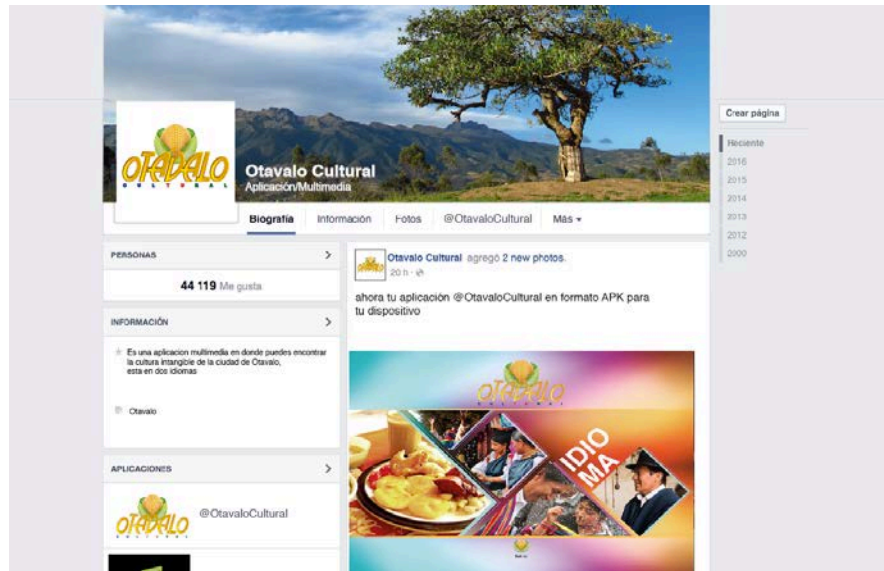 Crear página
Reciente
2016
2015
2014
2013
2012
2000
OTAVALO
CULTURAL
Otavalo Cultural
Aplicación/Multimedia
Biografía Información Fotos @OtavaloCultural Más
PERSONAS
44 119 Me gusta
INFORMACIÓN
Es una aplicacion multimedia en donde puedes encontrar
la cultura intangible de la ciudad de Otavalo,
esta en dos idiomas
Otavalo
APLICACIONES
OTAVALO
CULTURAL
@OtavaloCultural
Otavalo Cultural agregó 2 new photos.
20 h
ahora tu aplicación @OtavaloCultural en formato APK para
tu dispositivo
OTAVALO
CULTURAL
IDIO
MA